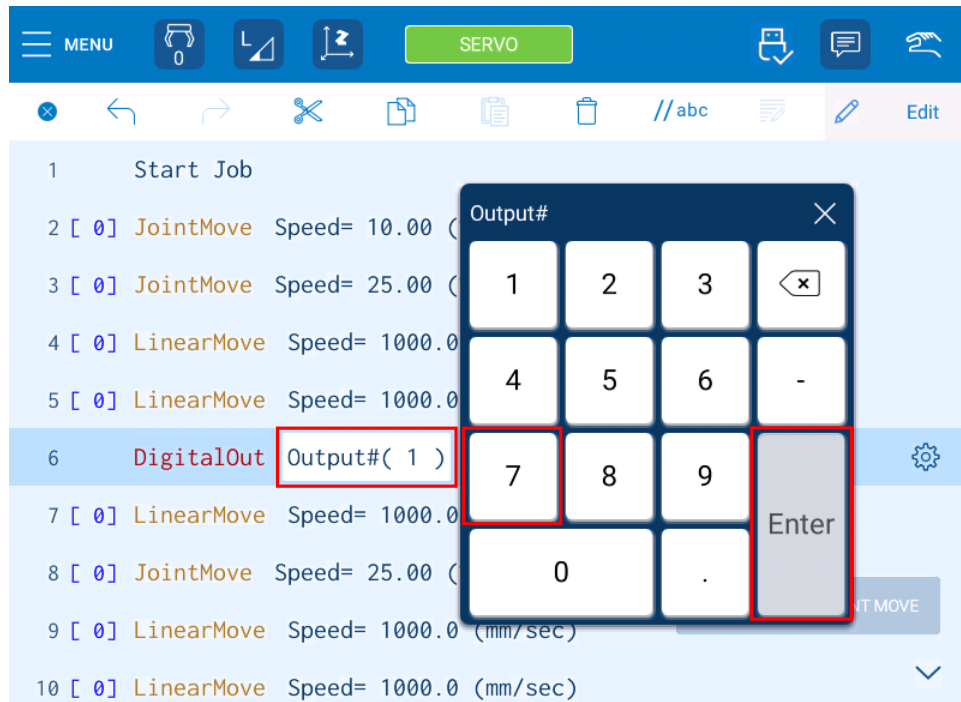 MENU 0 L Z SERVO
//abc Edit
1 Start Job
2 [ 0] JointMove Speed= 10.00 (
3 [ 0] JointMove Speed= 25.00 (
4 [ 0] LinearMove Speed= 1000.0
5 [ 0] LinearMove Speed= 1000.0
6 DigitalOut Output#( 1 )
7 [ 0] LinearMove Speed= 1000.0
8 [ 0] JointMove Speed= 25.00 (
9 [ 0] LinearMove Speed= 1000.0 (mm/sec)
10 [ 0] LinearMove Speed= 1000.0 (mm/sec)
Output#
1 2 3
4 5 6 -
7 8 9 Enter
0 .
NT MOVE